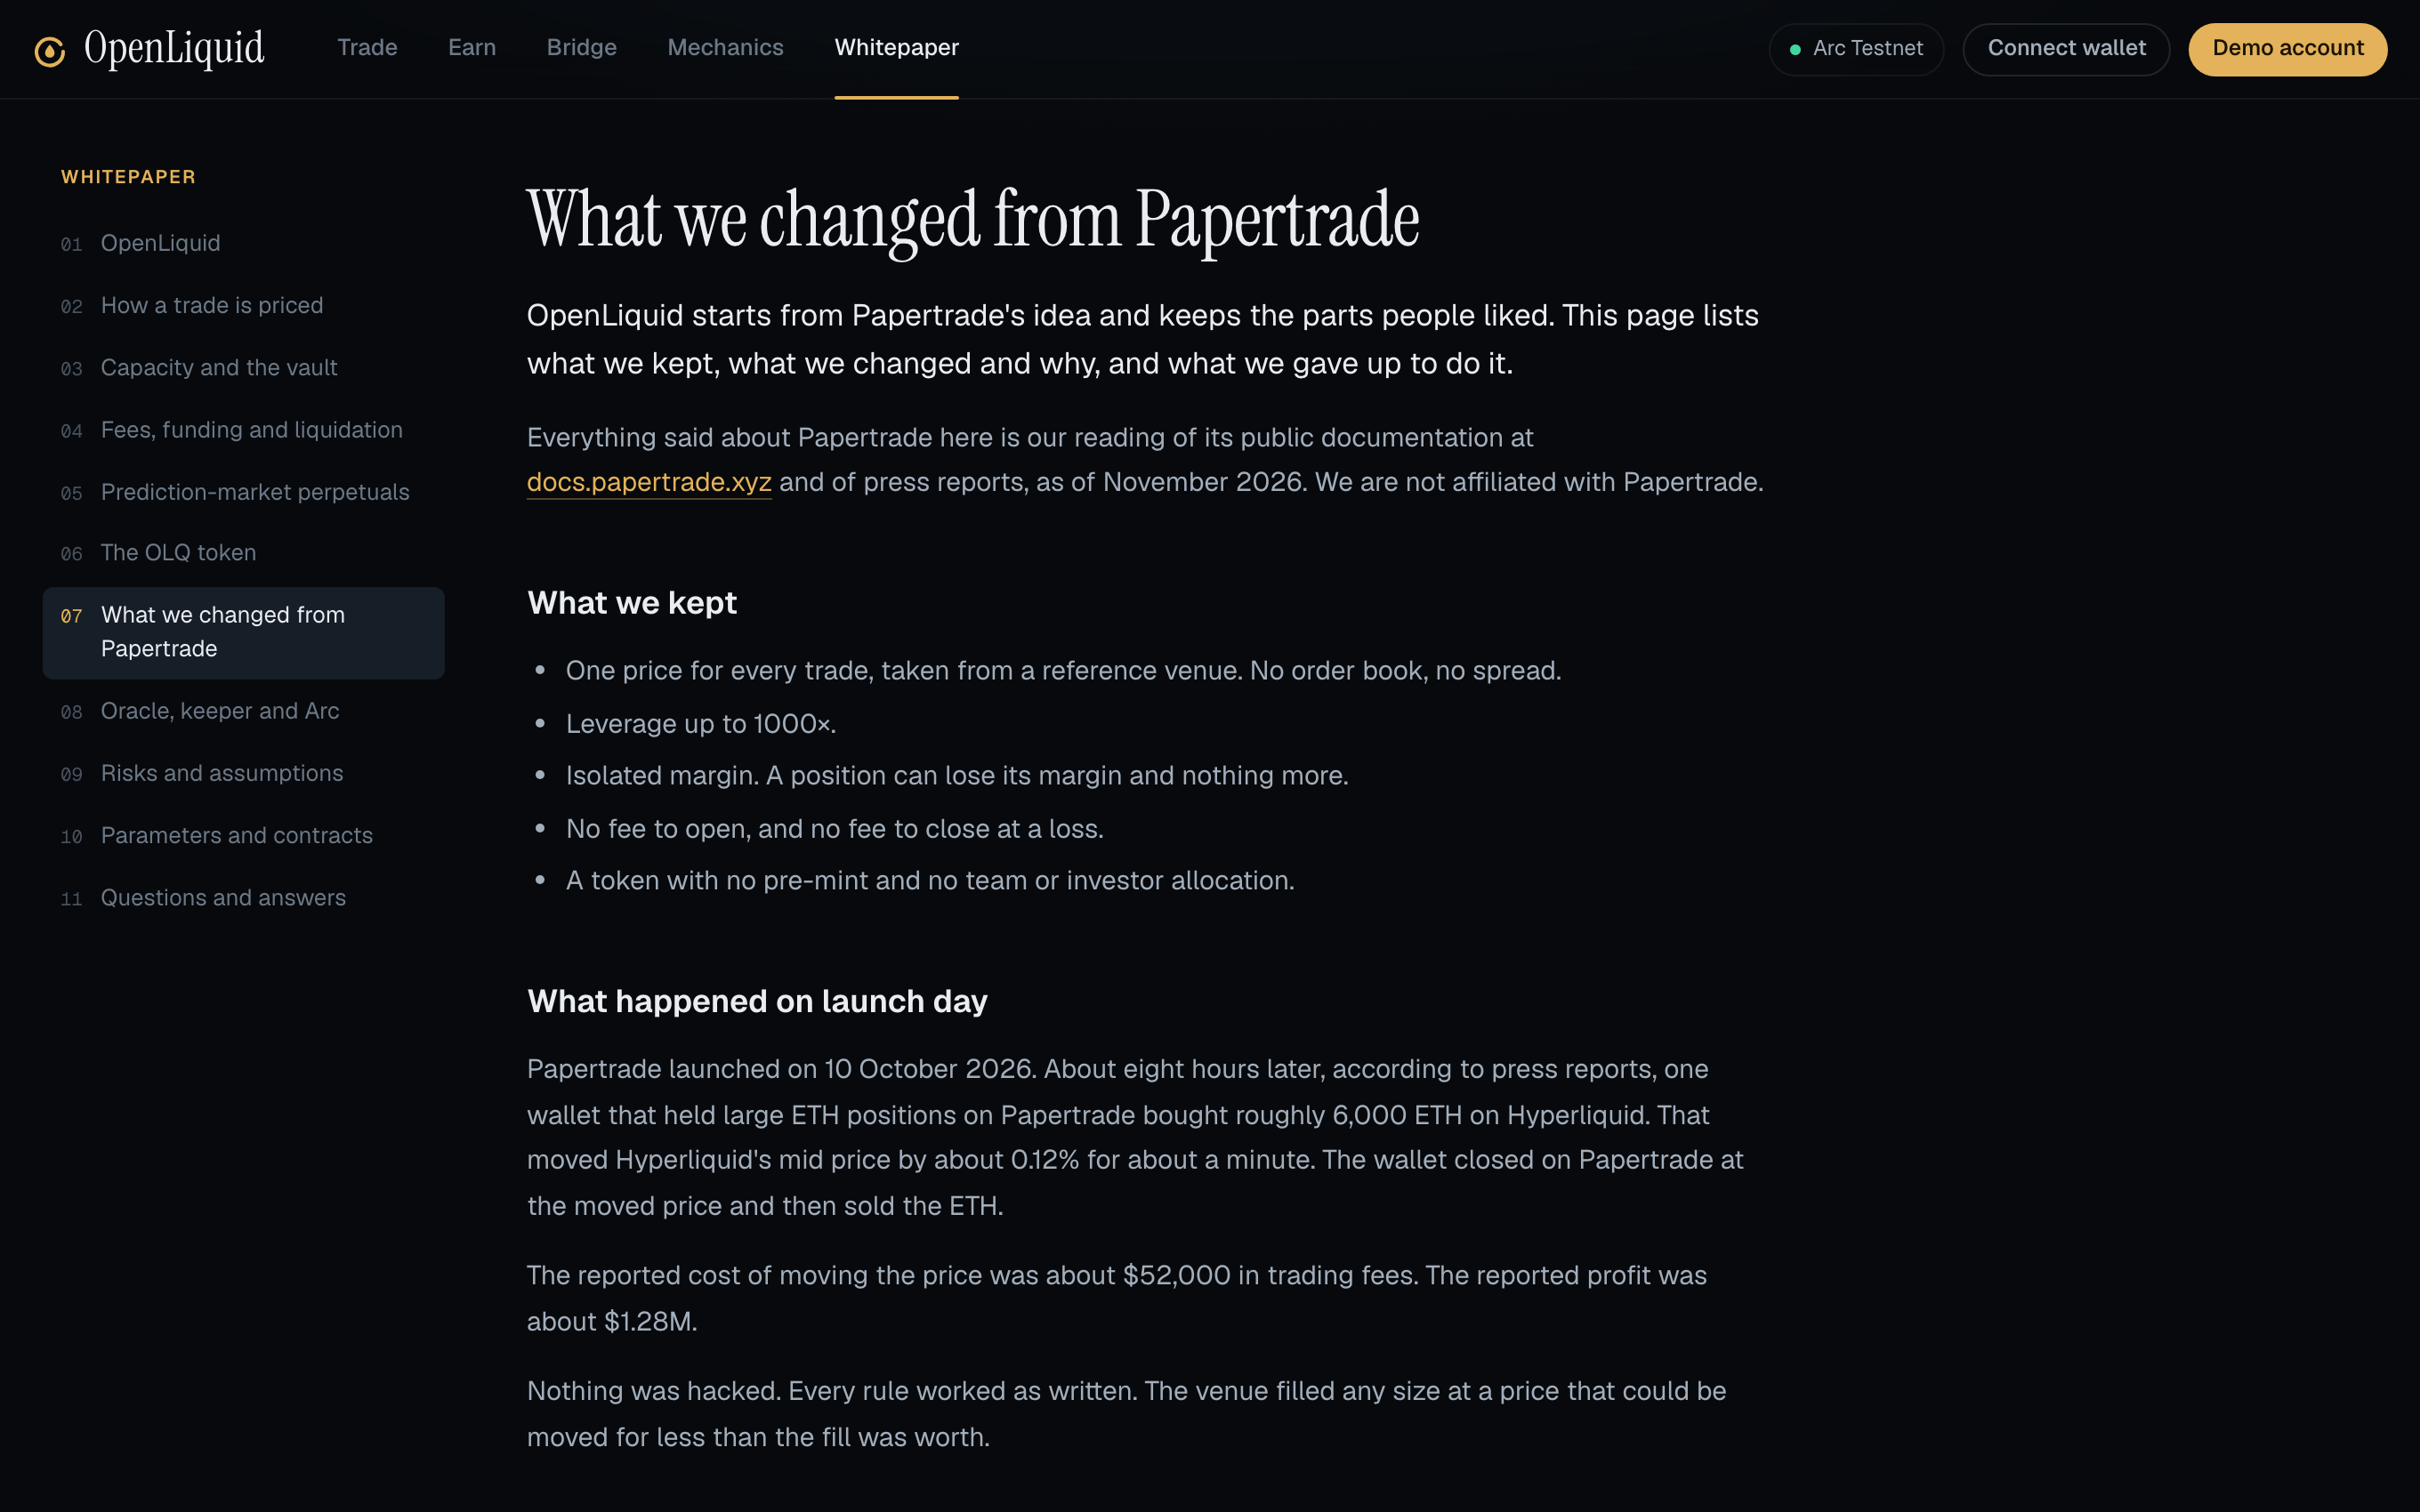 OpenLiquid
Trade
Earn
Bridge
Mechanics
Whitepaper
Arc Testnet
Connect wallet
Demo account
WHITEPAPER
01 OpenLiquid
02 How a trade is priced
03 Capacity and the vault
04 Fees, funding and liquidation
05 Prediction-market perpetuals
06 The OLQ token
07 What we changed from
Papertrade
08 Oracle, keeper and Arc
09 Risks and assumptions
10 Parameters and contracts
11 Questions and answers
What we changed from Papertrade
OpenLiquid starts from Papertrade's idea and keeps the parts people liked. This page lists
what we kept, what we changed and why, and what we gave up to do it.
Everything said about Papertrade here is our reading of its public documentation at
docs.papertrade.xyz and of press reports, as of November 2026. We are not affiliated with Papertrade.
What we kept
• One price for every trade, taken from a reference venue. No order book, no spread.
• Leverage up to 1000×.
• Isolated margin. A position can lose its margin and nothing more.
• No fee to open, and no fee to close at a loss.
• A token with no pre-mint and no team or investor allocation.
What happened on launch day
Papertrade launched on 10 October 2026. About eight hours later, according to press reports, one
wallet that held large ETH positions on Papertrade bought roughly 6,000 ETH on Hyperliquid. That
moved Hyperliquid's mid price by about 0.12% for about a minute. The wallet closed on Papertrade at
the moved price and then sold the ETH.
The reported cost of moving the price was about $52,000 in trading fees. The reported profit was
about $1.28M.
Nothing was hacked. Every rule worked as written. The venue filled any size at a price that could be
moved for less than the fill was worth.